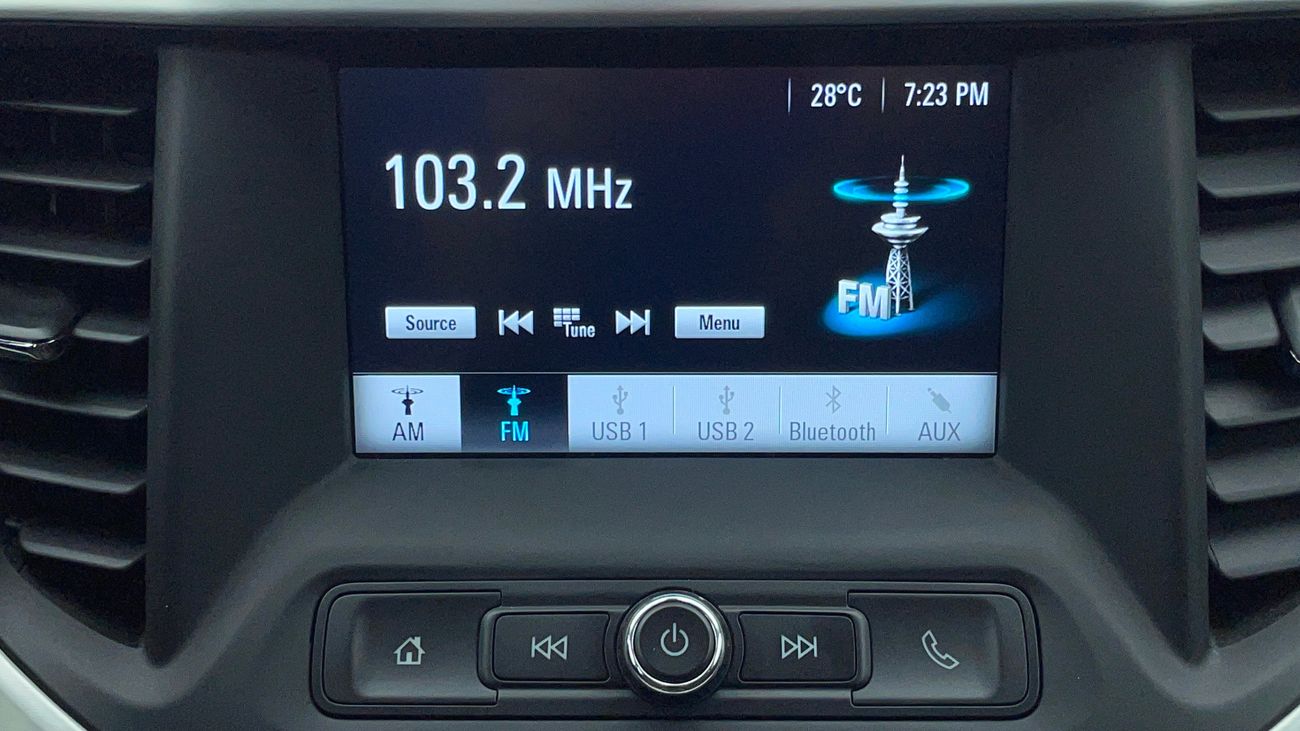 28°C 7:23 PM
103.2 MHz
FM
Source Tune Menu
AM FM USB 1 USB 2 Bluetooth AUX